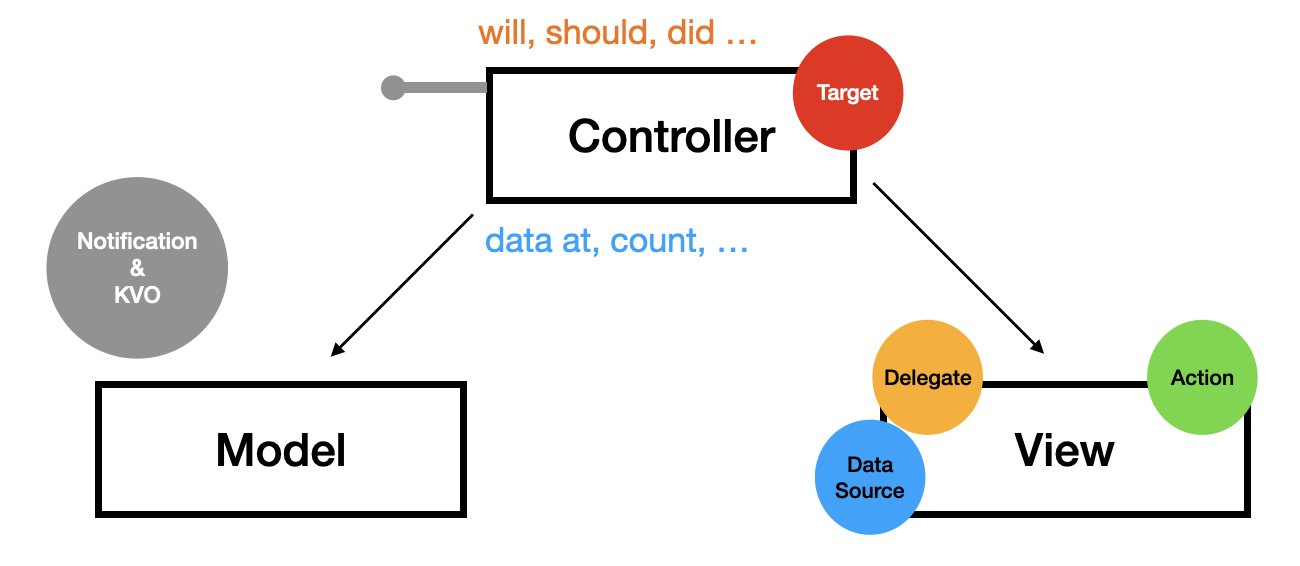 will, should, did …
Target
Controller
Notification
&
KVO
data at, count, …
Delegate
Action
Model
View
Data
Source